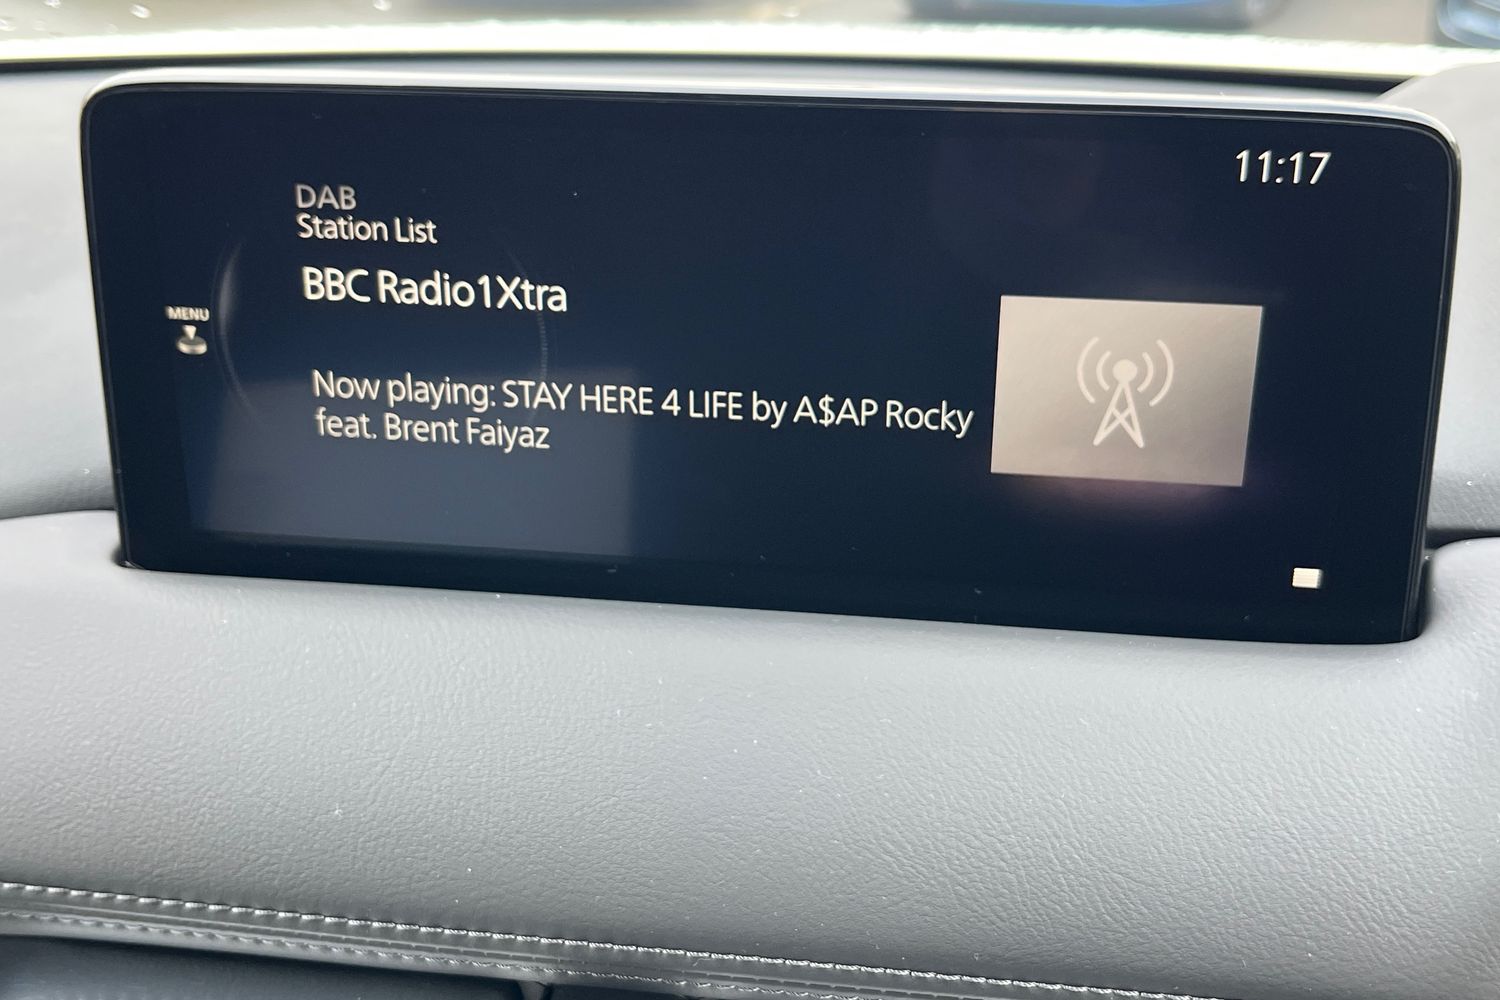 11:17
DAB
Station List
BBC Radio1Xtra
MENU
Now playing: STAY HERE 4 LIFE by A$AP Rocky
feat. Brent Faiyaz